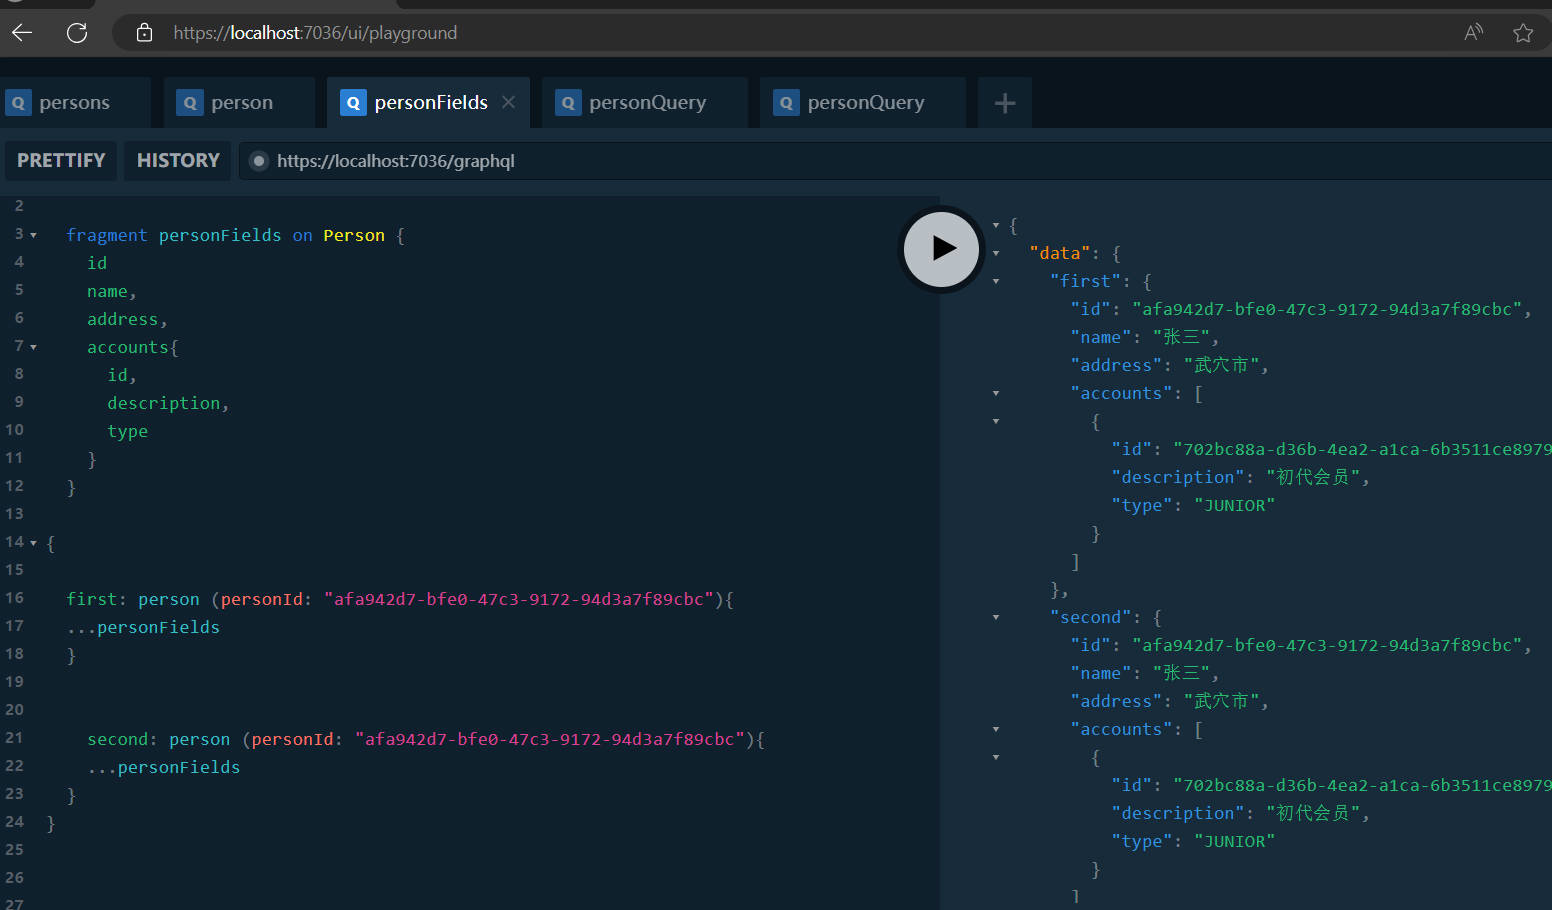 https://localhost:7036/ui/playground
Q persons
Q person
Q personFields
Q personQuery
Q personQuery
PRETTIFY
HISTORY
https://localhost:7036/graphql
2
3 fragment personFields on Person {
4 id
5 name,
6 address,
7 accounts{
8 id,
9 description,
10 type
11 }
12 }
13
14 {
15
16 first: person (personId: "afa942d7-bfe0-47c3-9172-94d3a7f89cbc"){
17 ...personFields
18 }
19
20
21 second: person (personId: "afa942d7-bfe0-47c3-9172-94d3a7f89cbc"){
22 ...personFields
23 }
24 }
25
26
27
{
"data": {
"first": {
"id": "afa942d7-bfe0-47c3-9172-94d3a7f89cbc",
"name": "张三",
"address": "武穴市",
"accounts": [
{
"id": "702bc88a-d36b-4ea2-a1ca-6b3511ce8979
"description": "初代会员",
"type": "JUNIOR"
}
]
},
"second": {
"id": "afa942d7-bfe0-47c3-9172-94d3a7f89cbc",
"name": "张三",
"address": "武穴市",
"accounts": [
{
"id": "702bc88a-d36b-4ea2-a1ca-6b3511ce8979
"description": "初代会员",
"type": "JUNIOR"
}
]